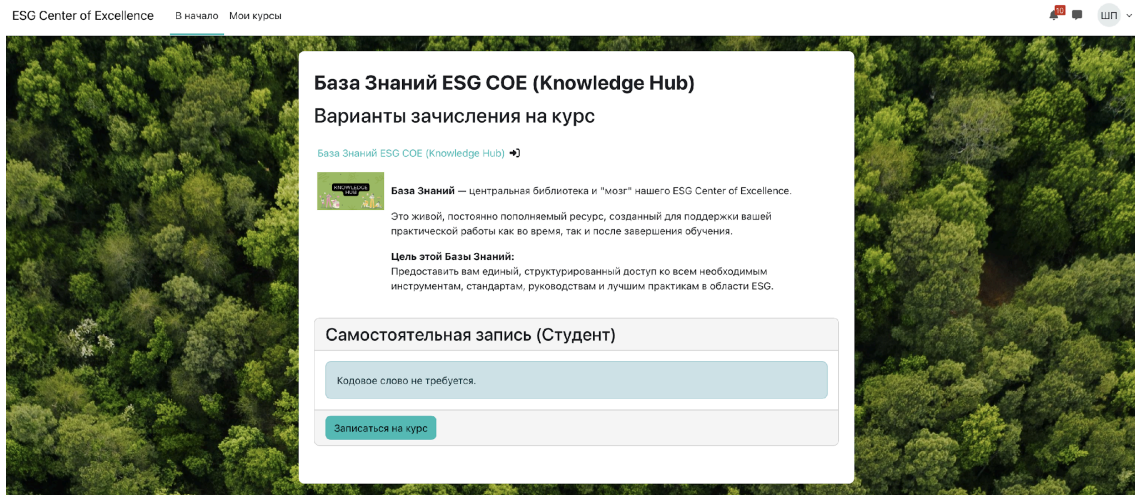 ESG Center of Excellence В начало Мои курсы 10 ШП
База Знаний ESG COE (Knowledge Hub)
Варианты зачисления на курс
База Знаний ESG COE (Knowledge Hub)
KNOWLEDGE
HUB
База Знаний — центральная библиотека и "мозг" нашего ESG Center of Excellence.
Это живой, постоянно пополняемый ресурс, созданный для поддержки вашей
практической работы как во время, так и после завершения обучения.
Цель этой Базы Знаний:
Предоставить вам единый, структурированный доступ ко всем необходимым
инструментам, стандартам, руководствам и лучшим практикам в области ESG.
Самостоятельная запись (Студент)
Кодовое слово не требуется.
Записаться на курс